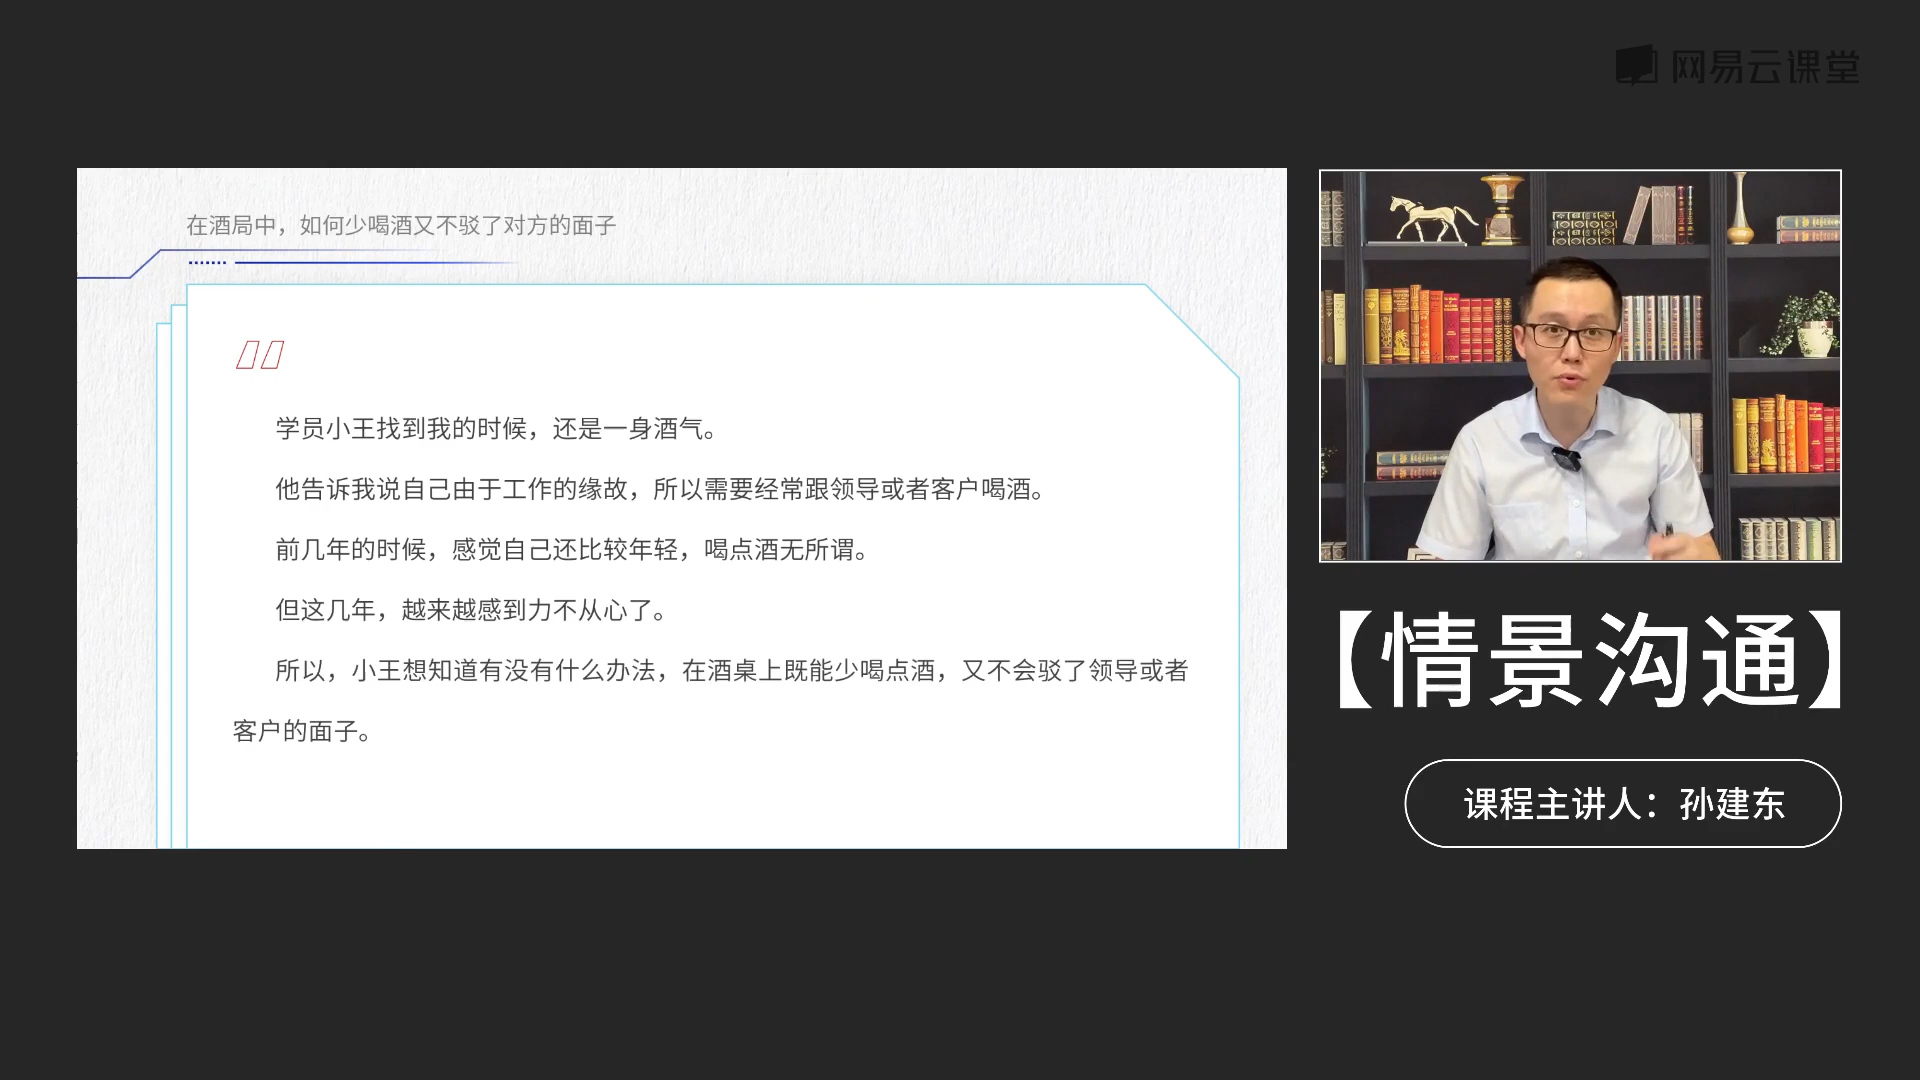 网易云课堂
在酒局中，如何少喝酒又不驳了对方的面子
学员小王找到我的时候，还是一身酒气。
他告诉我说自己由于工作的缘故，所以需要经常跟领导或者客户喝酒。
前几年的时候，感觉自己还比较年轻，喝点酒无所谓。
但这几年，越来越感到力不从心了。
所以，小王想知道有没有什么办法，在酒桌上既能少喝点酒，又不会驳了领导或者
客户的面子。
【情景沟通】
课程主讲人：孙建东